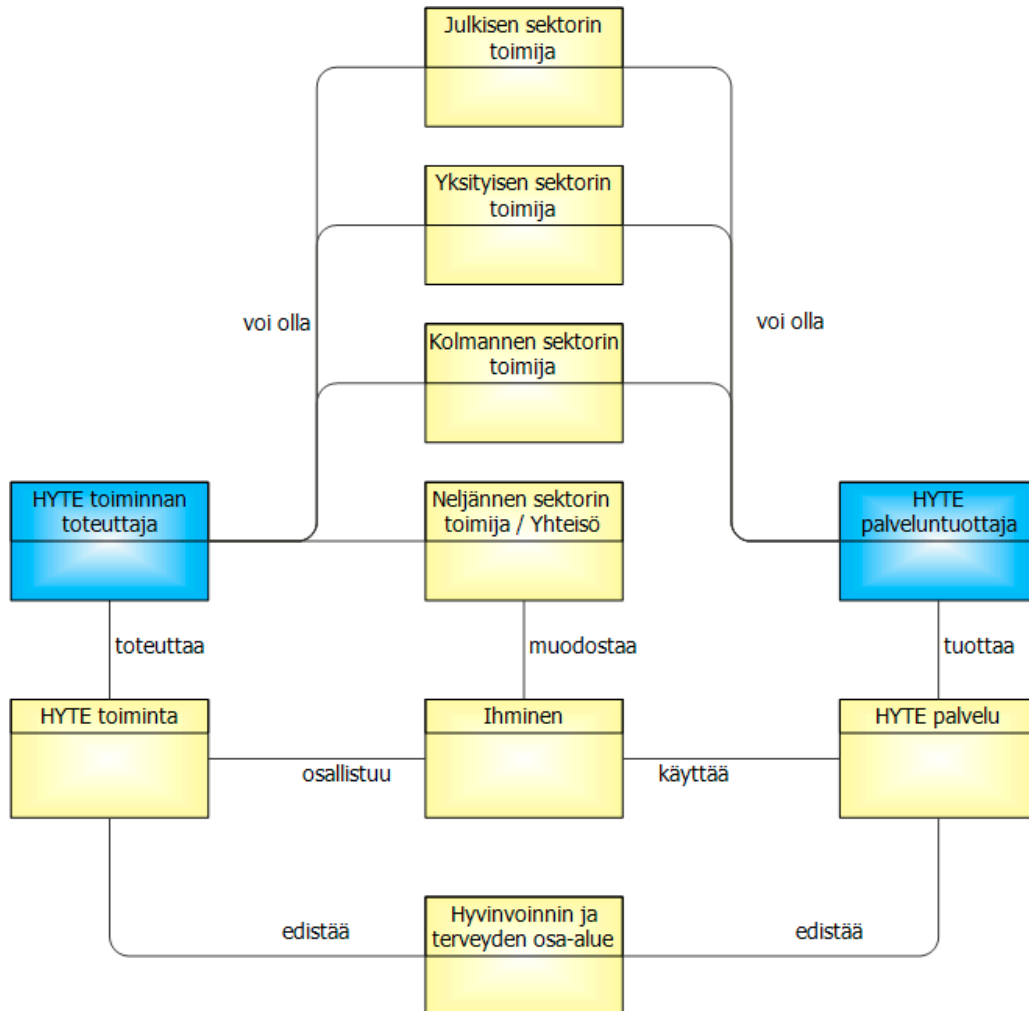 Julkisen sektorin
toimija
Yksityisen sektorin
toimija
voi olla
voi olla
Kolmannen sektorin
toimija
HYTE toiminnan
toteuttaja
Neljännen sektorin
toimija / Yhteisö
HYTE
palveluntuottaja
toteuttaa
muodostaa
tuottaa
HYTE toiminta
Ihminen
HYTE palvelu
osallistuu
käyttää
Hyvinvoinnin ja
terveyden osa-alue
edistää
edistää